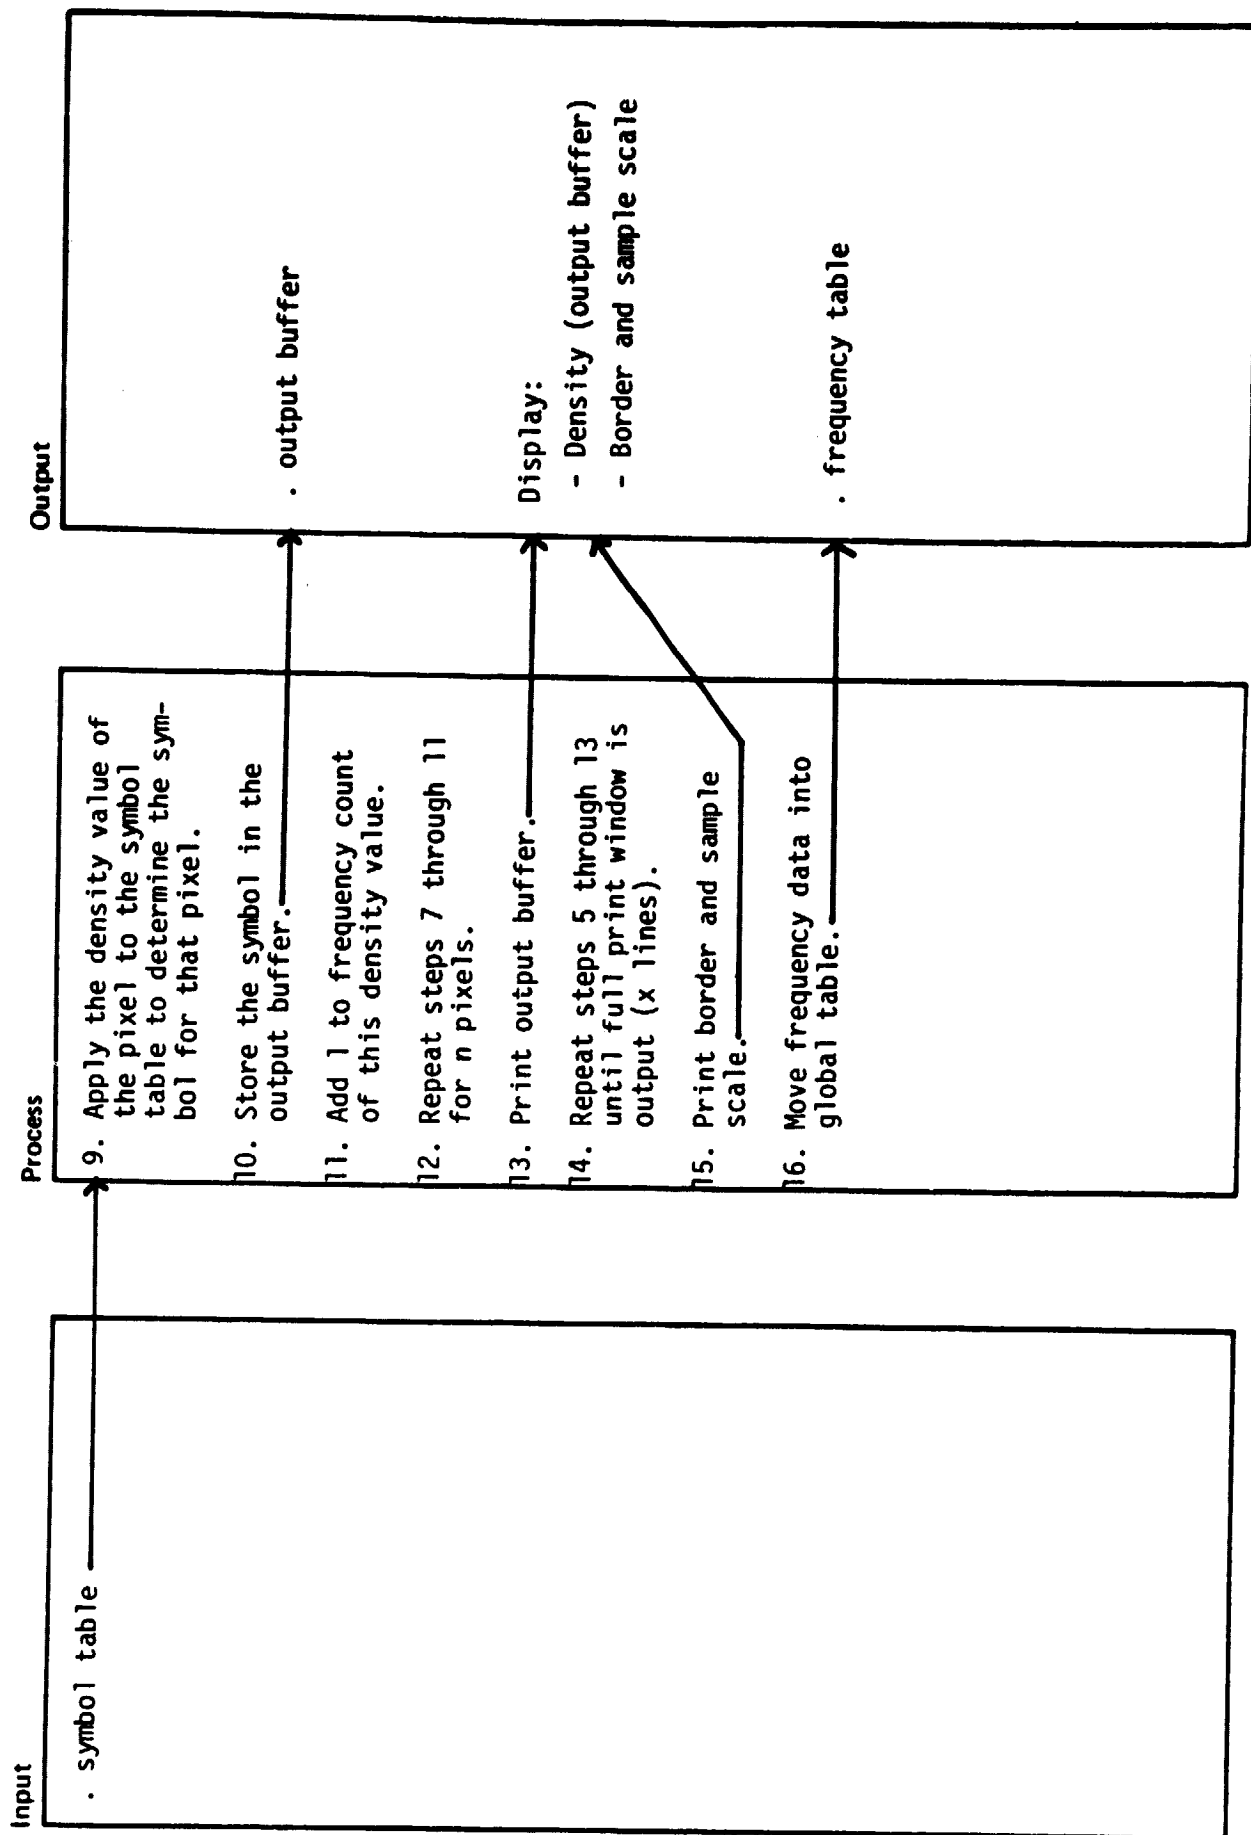 Input
. symbol table
Process
9. Apply the density value of
the pixel to the symbol
table to determine the sym-
bol for that pixel.
10. Store the symbol in the
output buffer.
11. Add 1 to frequency count
of this density value.
12. Repeat steps 7 through 11
for n pixels.
13. Print output buffer.
14. Repeat steps 5 through 13
until full print window is
output (x lines).
15. Print border and sample
scale.
16. Move frequency data into
global table.
Output
. output buffer
Display:
- Density (output buffer)
- Border and sample scale
. frequency table